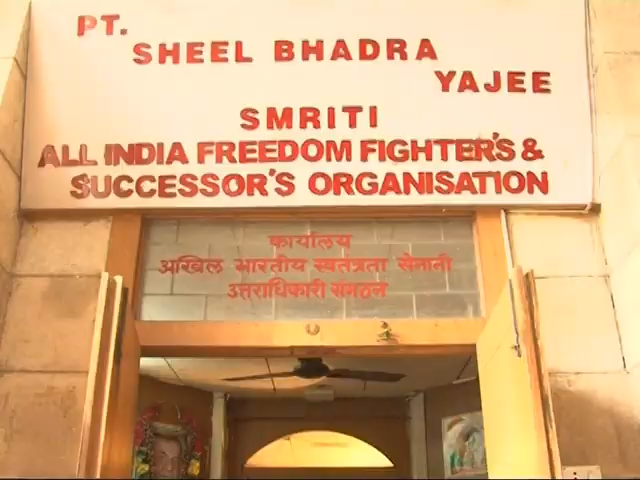 PT.
SHEEL BHADRA
YAJEE
SMRITI
ALL INDIA FREEDOM FIGHTER'S &
SUCCESSOR'S ORGANISATION
कार्यालय
अखिल भारतीय स्वतंत्रता सेनानी
उत्तराधिकारी संगठन